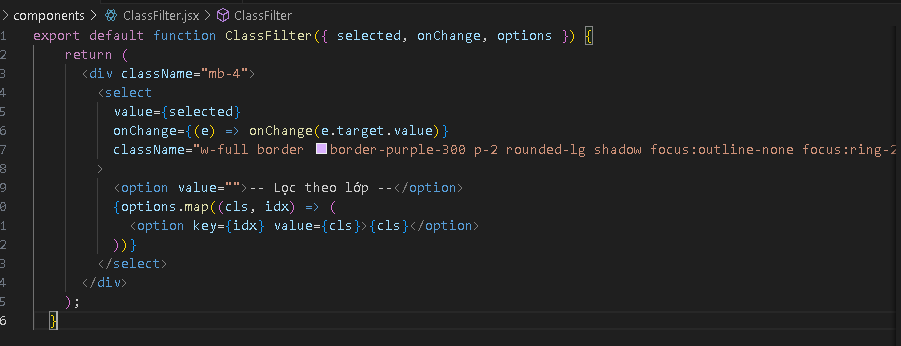 components > ClassFilter.jsx > ClassFilter
1 export default function ClassFilter({ selected, onChange, options }) {
2 return (
3 <div className="mb-4">
4 <select
5 value={selected}
6 onChange={(e) => onChange(e.target.value)}
7 className="w-full border border-purple-300 p-2 rounded-lg shadow focus:outline-none focus:ring-2
8 >
9 <option value="">-- Lọc theo lớp --</option>
0 {options.map((cls, idx) => (
1 <option key={idx} value={cls}>{cls}</option>
2 ))}
3 </select>
4 </div>
5 );
6 }